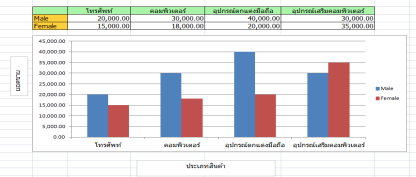 โทรศัพท์ คอมพิวเตอร์ อุปกรณ์ตกแต่งมือถือ อุปกรณ์เสริมคอมพิวเตอร์
Male 20,000.00 30,000.00 40,000.00 30,000.00
Female 15,000.00 18,000.00 20,000.00 35,000.00
45,000.00
40,000.00
35,000.00
30,000.00
25,000.00
20,000.00
15,000.00
10,000.00
5,000.00
0.00
ยอดขาย
โทรศัพท์ คอมพิวเตอร์ อุปกรณ์ตกแต่งมือถือ อุปกรณ์เสริมคอมพิวเตอร์
Male
Female
ประเภทสินค้า